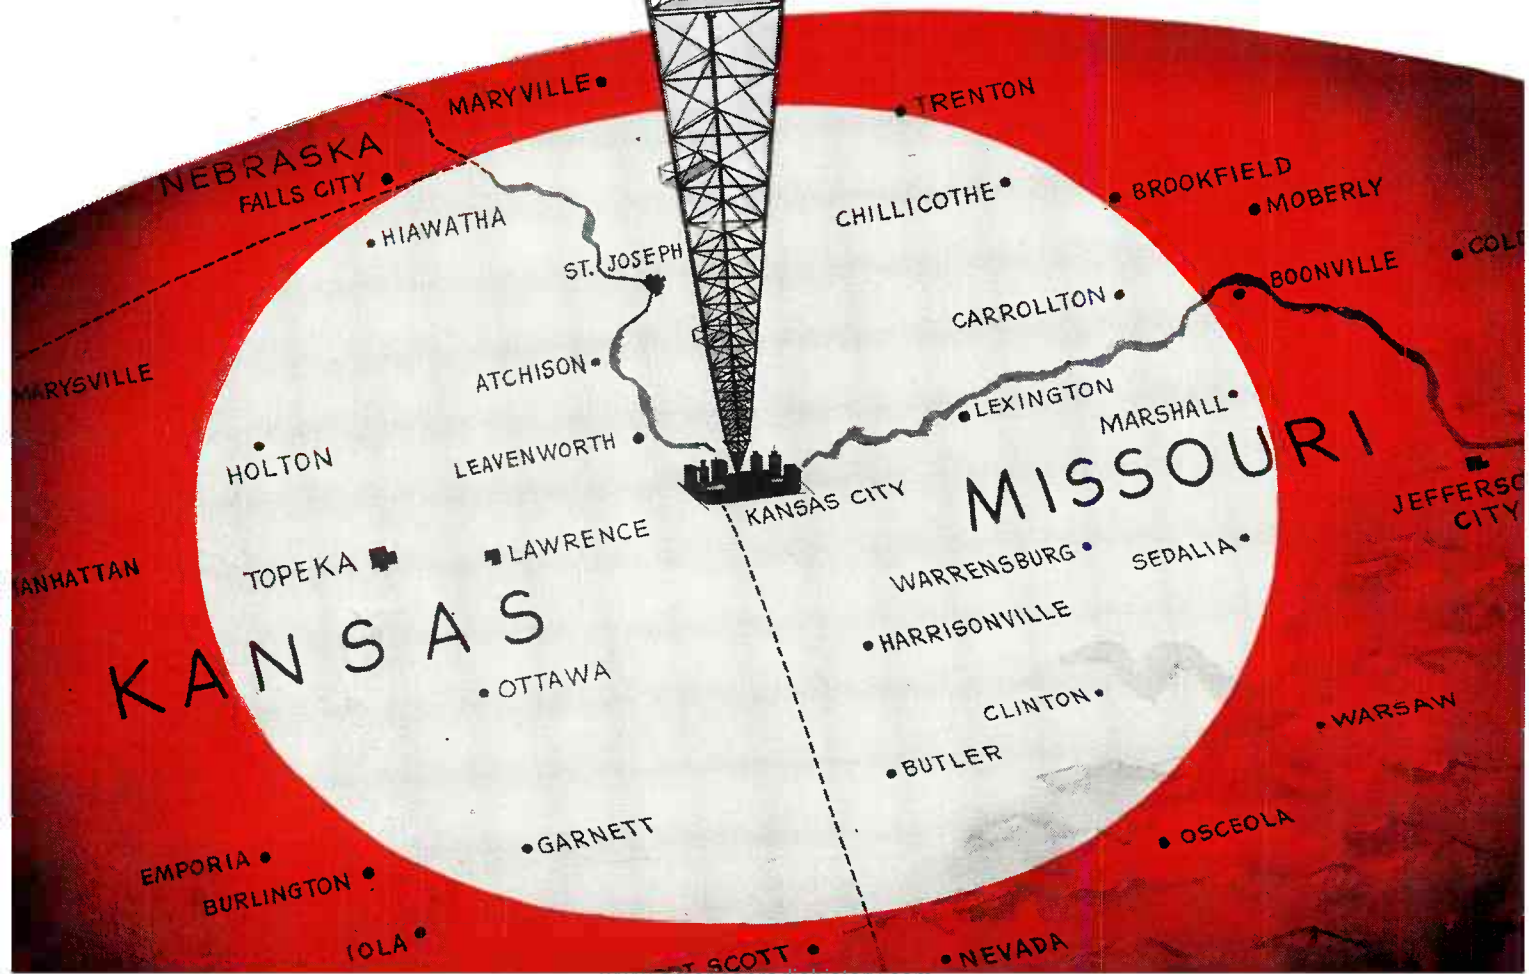 MARYVILLE
TRENTON
NEBRASKA
FALLS CITY
BROOKFIELD
MOBERLY
CHILLICOTHE
HIAWATHA
ST. JOSEPH
COL
BOONVILLE
CARROLLTON
MARYSVILLE
ATCHISON
LEXINGTON
MARSHALL
HOLTON
LEAVENWORTH
MISSOURI
KANSAS CITY
JEFFERSO
CITY
TOPEKA
LAWRENCE
WARRENSBURG
SEDALIA
ANHATTAN
KANSAS
HARRISONVILLE
OTTAWA
CLINTON
WARSAW
BUTLER
GARNETT
OSCEOLA
EMPORIA
BURLINGTON
IOLA
SCOTT
NEVADA